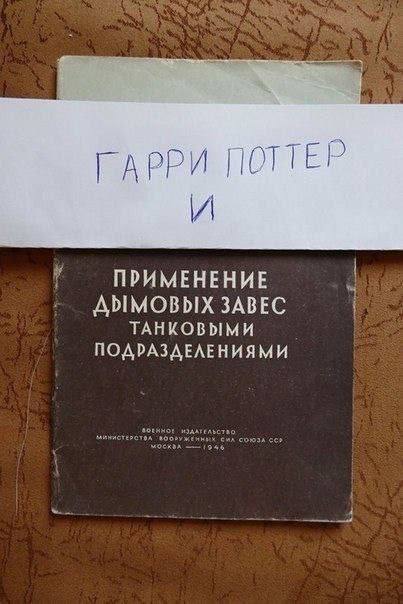 ГАРРИ ПОТТЕР
И
ПРИМЕНЕНИЕ
ДЫМОВЫХ ЗАВЕС
ТАНКОВЫМИ
ПОДРАЗДЕЛЕНИЯМИ
ВОЕННОЕ ИЗДАТЕЛЬСТВО
МИНИСТЕРСТВА ВООРУЖЕННЫХ СИЛ СОЮЗА ССР
МОСКВА — 1946